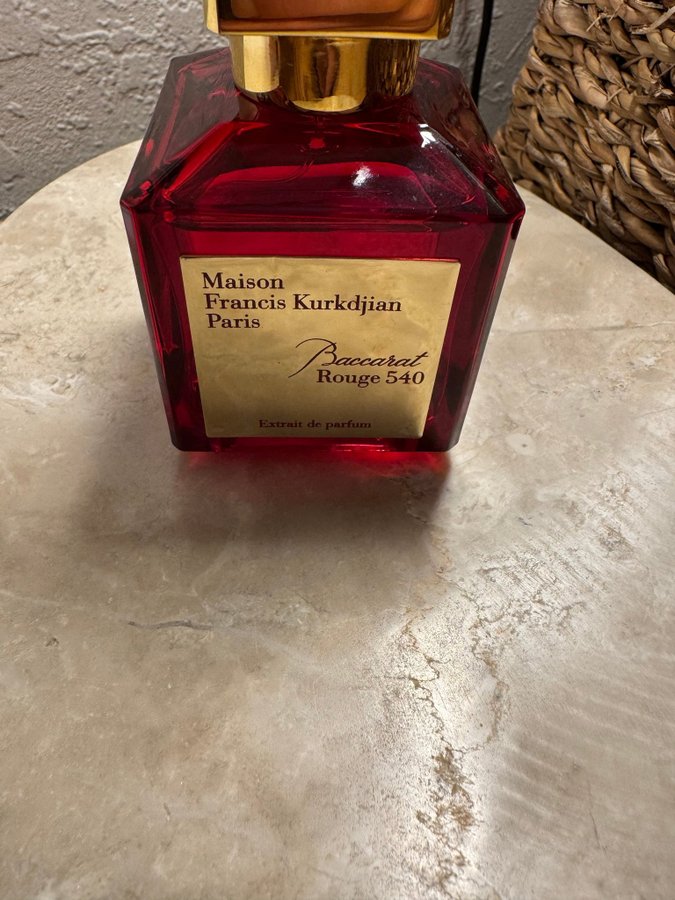 Maison
Francis Kurkdjian
Paris
Baccarat
Rouge 540
Extrait de parfum